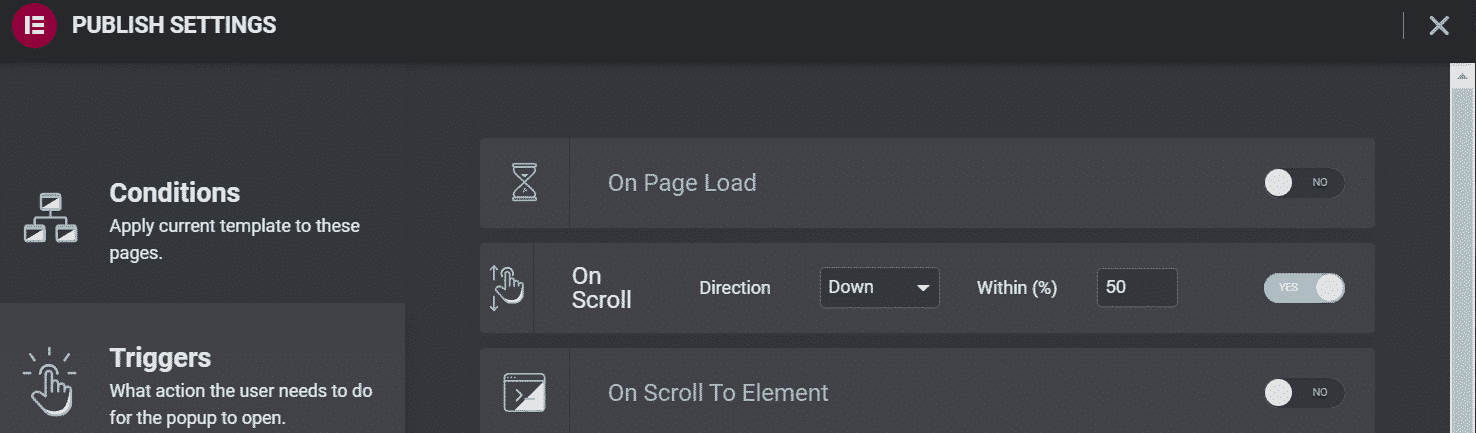 PUBLISH SETTINGS
Conditions
Apply current template to these
pages.
Triggers
What action the user needs to do
for the popup to open.
On Page Load
NO
On
Scroll
Direction
Down
Within (%)
50
YES
On Scroll To Element
NO